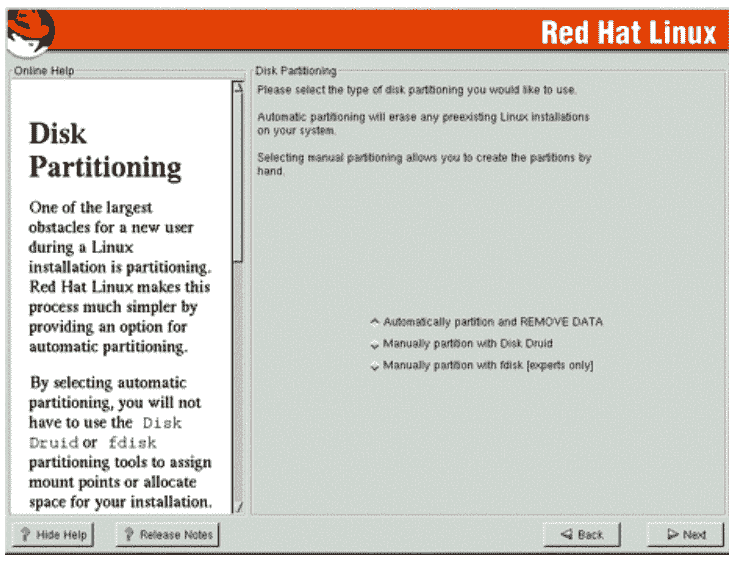 Red Hat Linux
Online Help
Disk
Partitioning
One of the largest
obstacles for a new user
during a Linux
installation is partitioning.
Red Hat Linux makes this
process much simpler by
providing an option for
automatic partitioning.
By selecting automatic
partitioning, you will not
have to use the Disk
Druid or fdisk
partitioning tools to assign
mount points or allocate
space for your installation.
Disk Partitioning
Please select the type of disk partitioning you would like to use.
Automatic partitioning will erase any preexisting Linux installations
on your system.
Selecting manual partitioning allows you to create the partitions by
hand.
Automatically partition and REMOVE DATA
Manually partition with Disk Druid
Manually partition with fdisk [experts only]
Hide Help
Release Notes
Back
Next